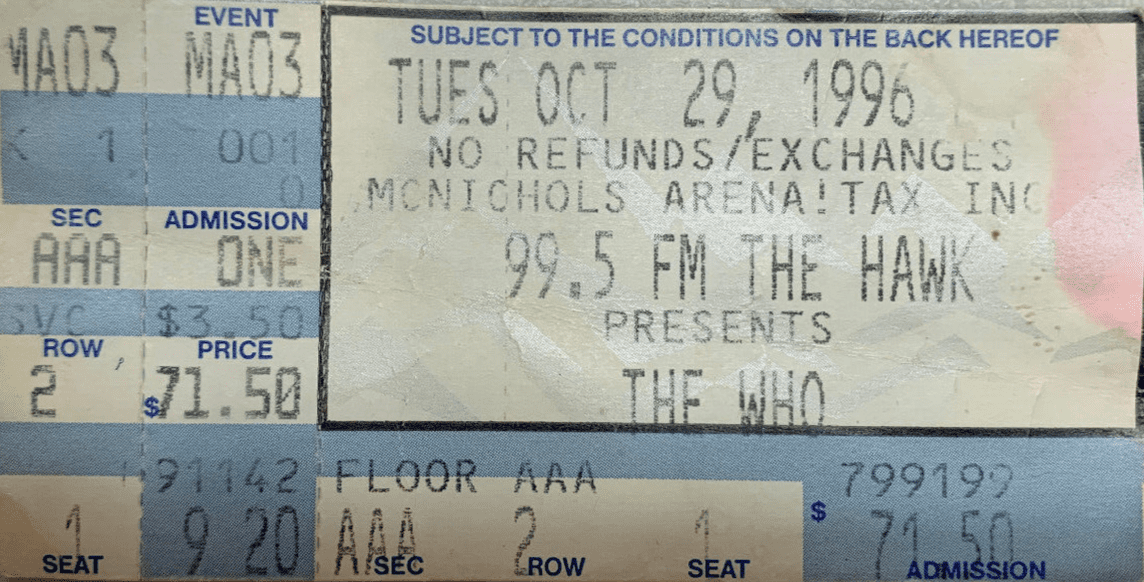 EVENT
MA03 MA03
1 001
0
SEC ADMISSION
AAA ONE
SVC $3.50
ROW PRICE
2 $71.50
91142
1 9 20
SEAT
SUBJECT TO THE CONDITIONS ON THE BACK HEREOF
TUES OCT 29, 1996
NO REFUNDS/EXCHANGES
MCNICHOLS ARENA!TAX INC
99.5 FM THE HAWK
PRESENTS
THE WHO
FLOOR AAA 799199
AAA 2 1 $71.50
SEC ROW SEAT ADMISSION